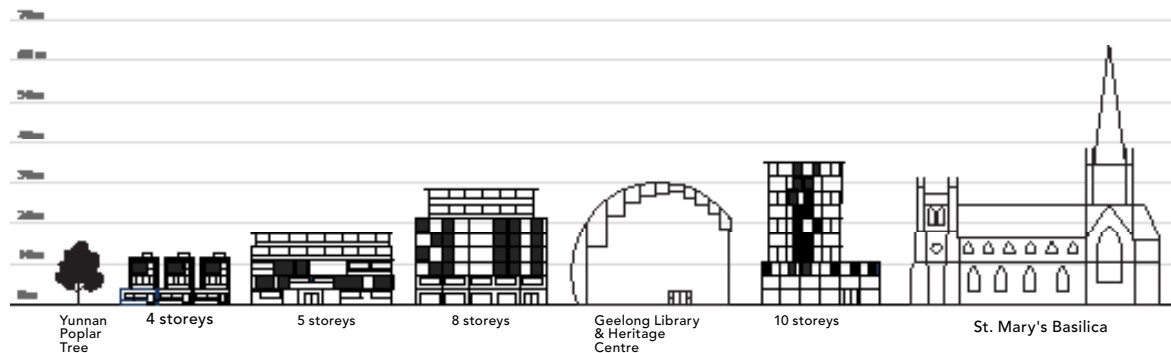 Yunnan
Poplar
Tree
4 storeys
5 storeys
8 storeys
Geelong Library
& Heritage
Centre
10 storeys
St. Mary's Basilica